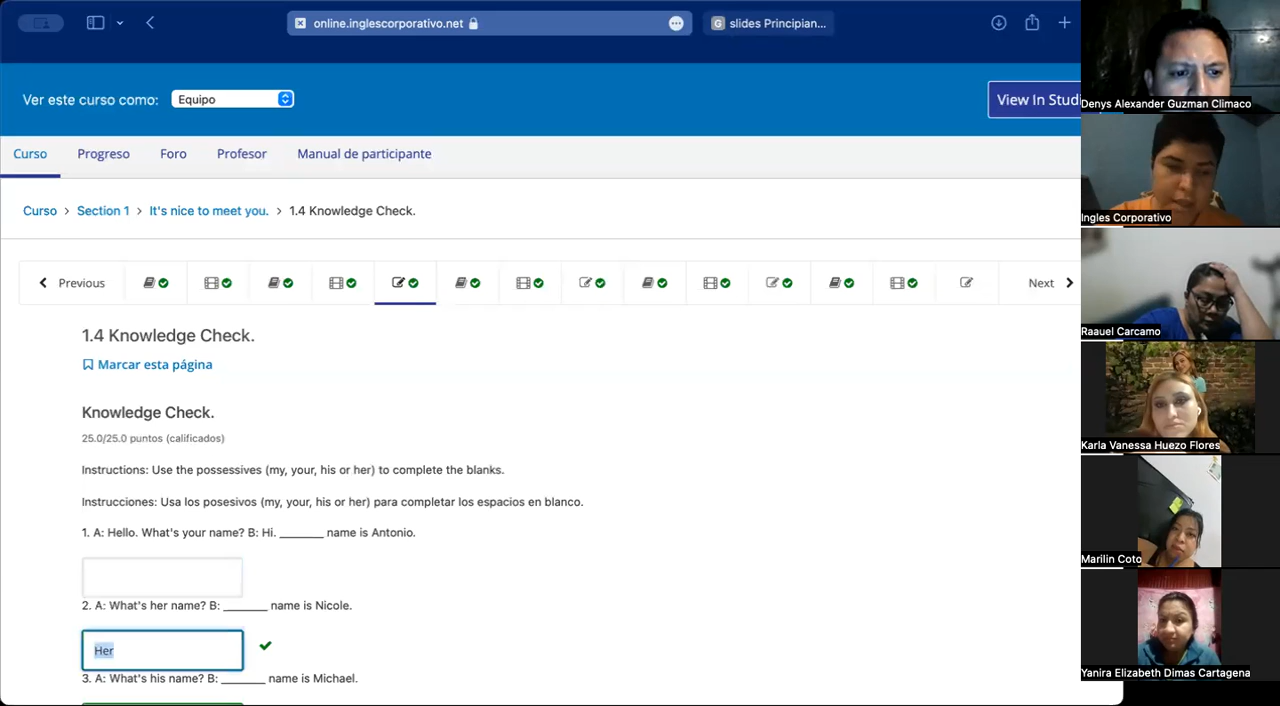 online.inglescorporativo.net
G slides Principian...
Ver este curso como:
Equipo
View In Studi
Curso
Progreso
Foro
Profesor
Manual de participante
Curso > Section 1 > It's nice to meet you. > 1.4 Knowledge Check.
Previous
Next
1.4 Knowledge Check.
Marcar esta página
Knowledge Check.
25.0/25.0 puntos (calificados)
Instructions: Use the possessives (my, your, his or her) to complete the blanks.
Instrucciones: Usa los posesivos (my, your, his or her) para completar los espacios en blanco.
1. A: Hello. What's your name? B: Hi. _______ name is Antonio.
2. A: What's her name? B: _______ name is Nicole.
Her
3. A: What's his name? B: _______ name is Michael.
Denys Alexander Guzman Climaco
Ingles Corporativo
Raauel Carcamo
Karla Vanessa Huezo Flores
Marilin Coto
Yanira Elizabeth Dimas Cartagena